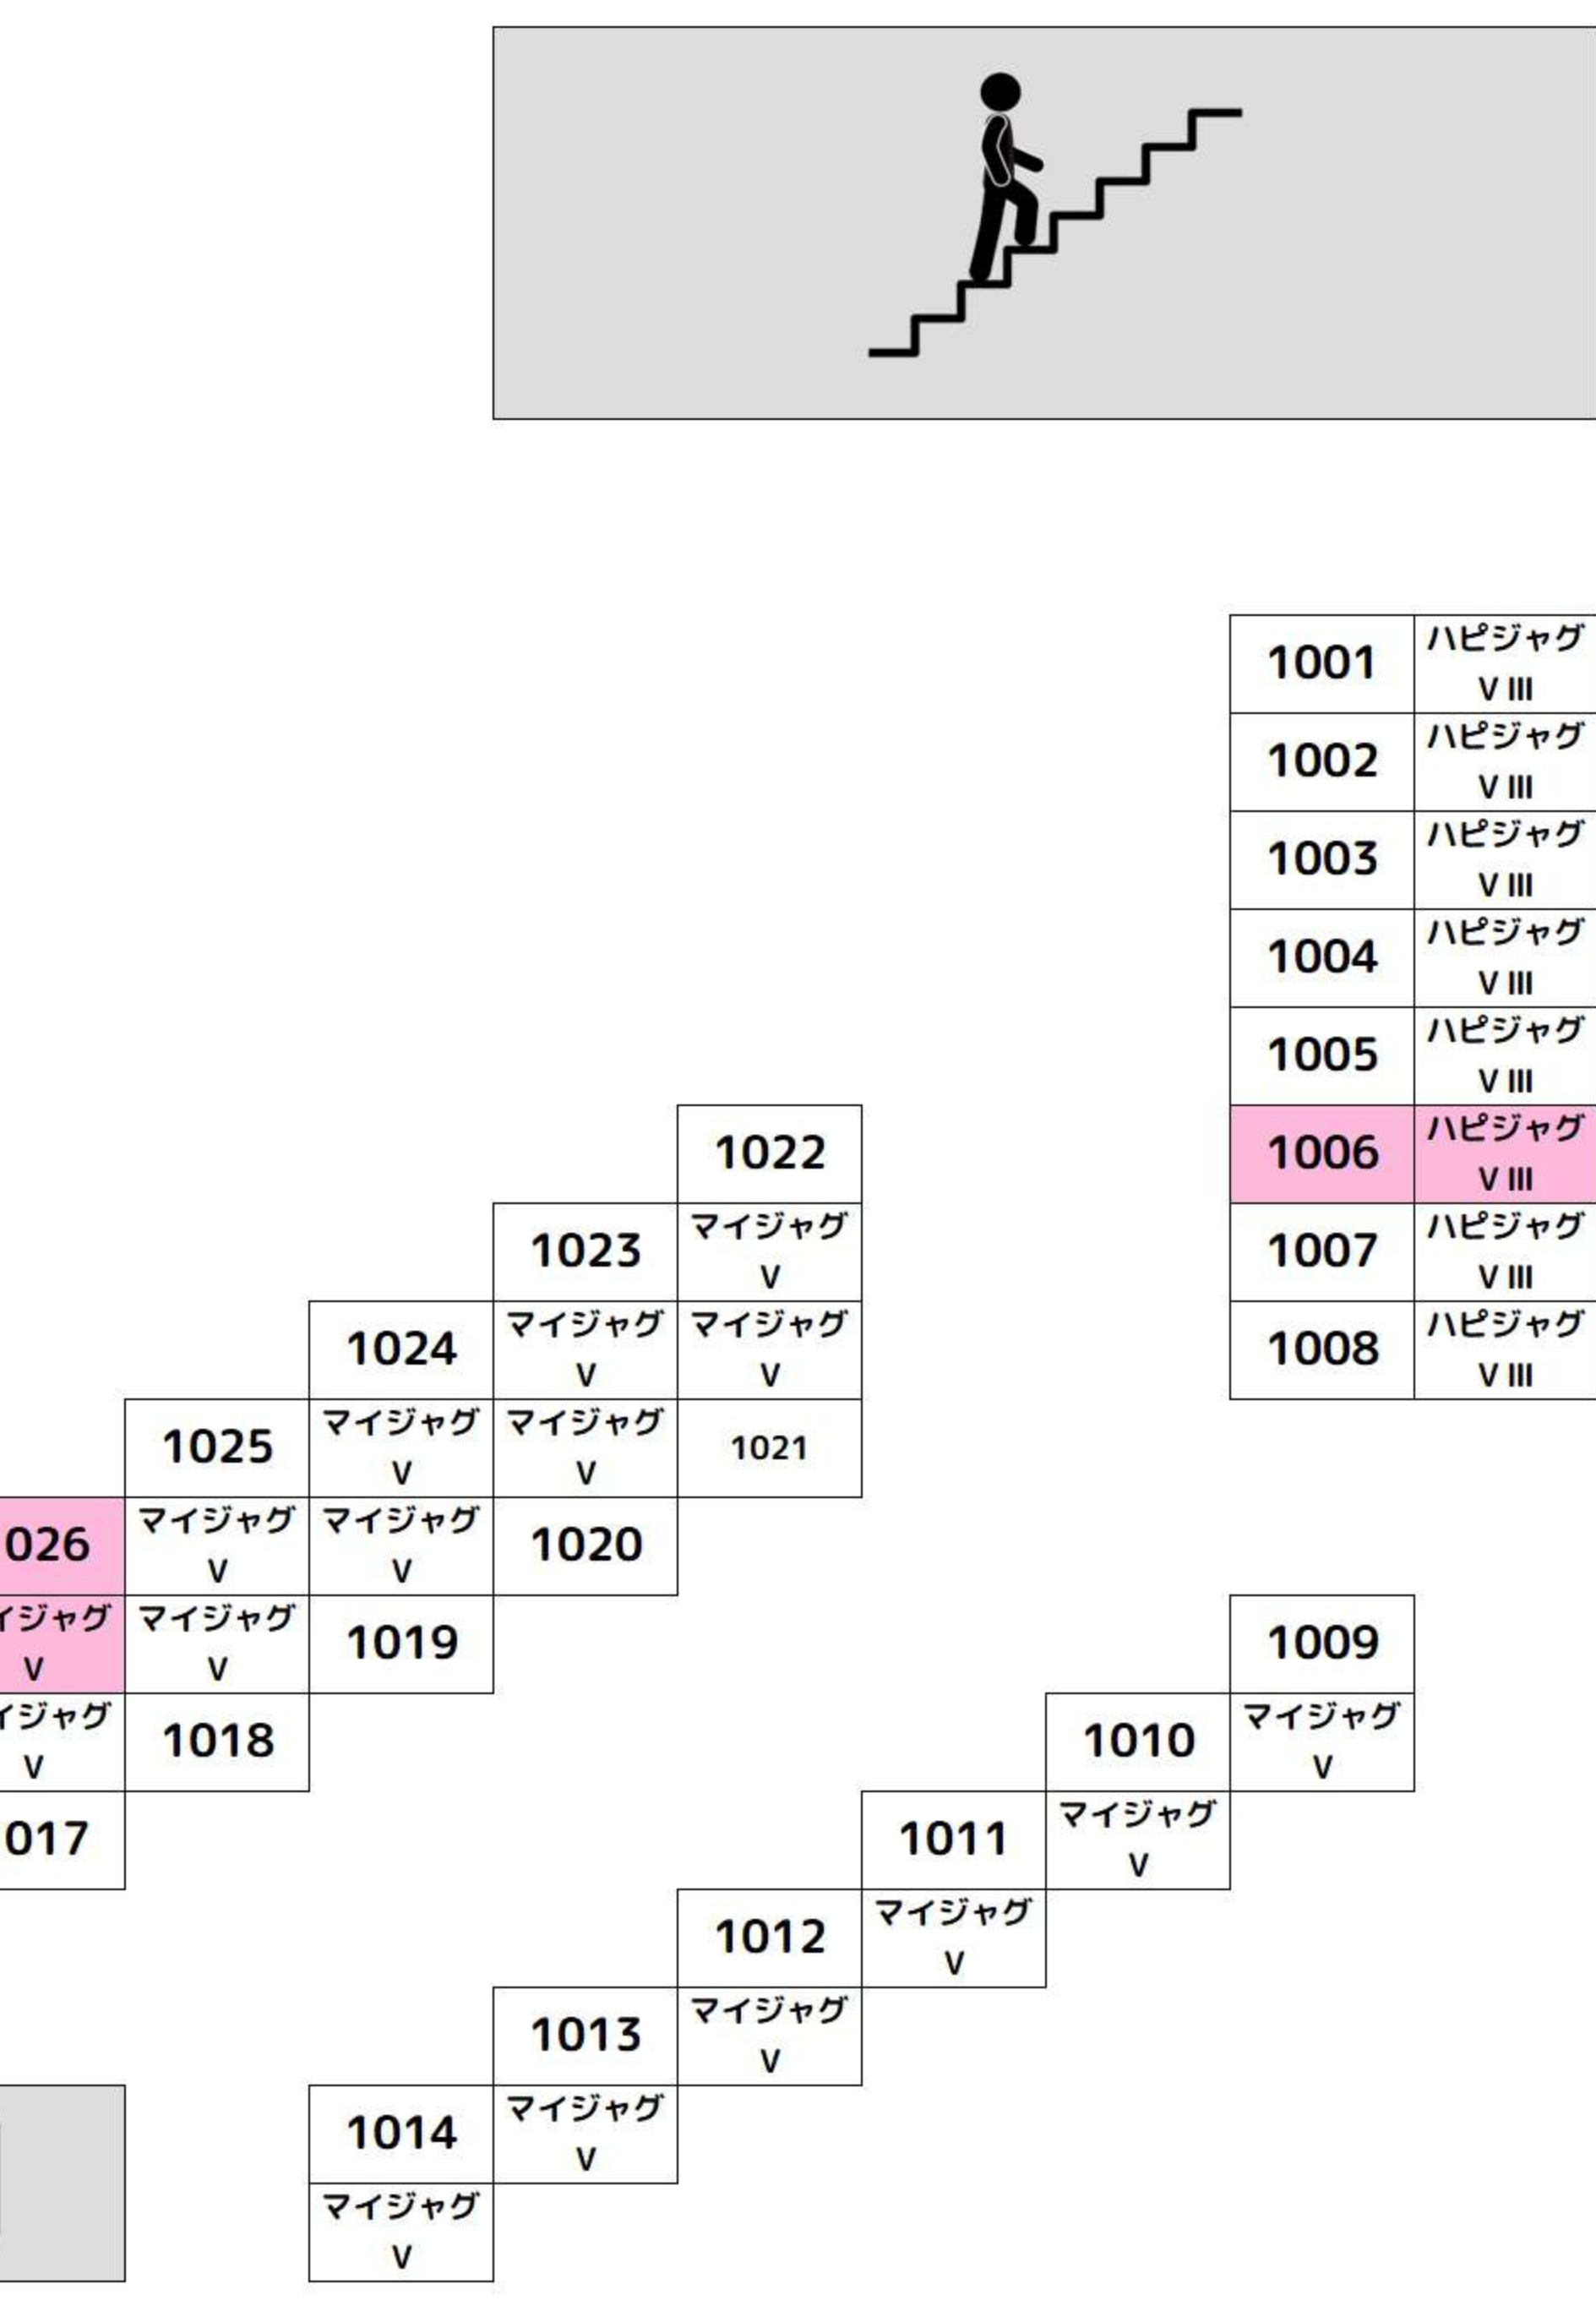 1001 ハピジャグ
V III
1002 ハピジャグ
V III
1003 ハピジャグ
V III
1004 ハピジャグ
V III
1005 ハピジャグ
V III
1022 1006 ハピジャグ
V III
1023 マイジャグ
V
1007 ハピジャグ
V III
1024 マイジャグ
V
マイジャグ
V
1008 ハピジャグ
V III
1025 マイジャグ
V
マイジャグ
V
1021
026 マイジャグ
V
マイジャグ
V
1020
イジャグ
V
マイジャグ
V
1019 1009
イジャグ
V
1018 1010 マイジャグ
V
017 1011 マイジャグ
V
1012 マイジャグ
V
1013 マイジャグ
V
1014 マイジャグ
V
マイジャグ
V